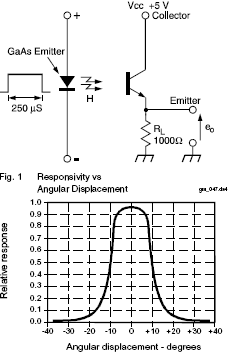 Vcc +5 V
Collector
+
GaAs Emitter
H
250 µS
Emitter
RL
1000Ω
eo
-
Fig. 1 Responsivity vs
Angular Displacement
Relative response
1.0
0.9
0.8
0.7
0.6
0.5
0.4
0.3
0.2
0.1
0.0
-40 -30 -20 -10 0 +10 +20 +30 +40
Angular displacement - degrees